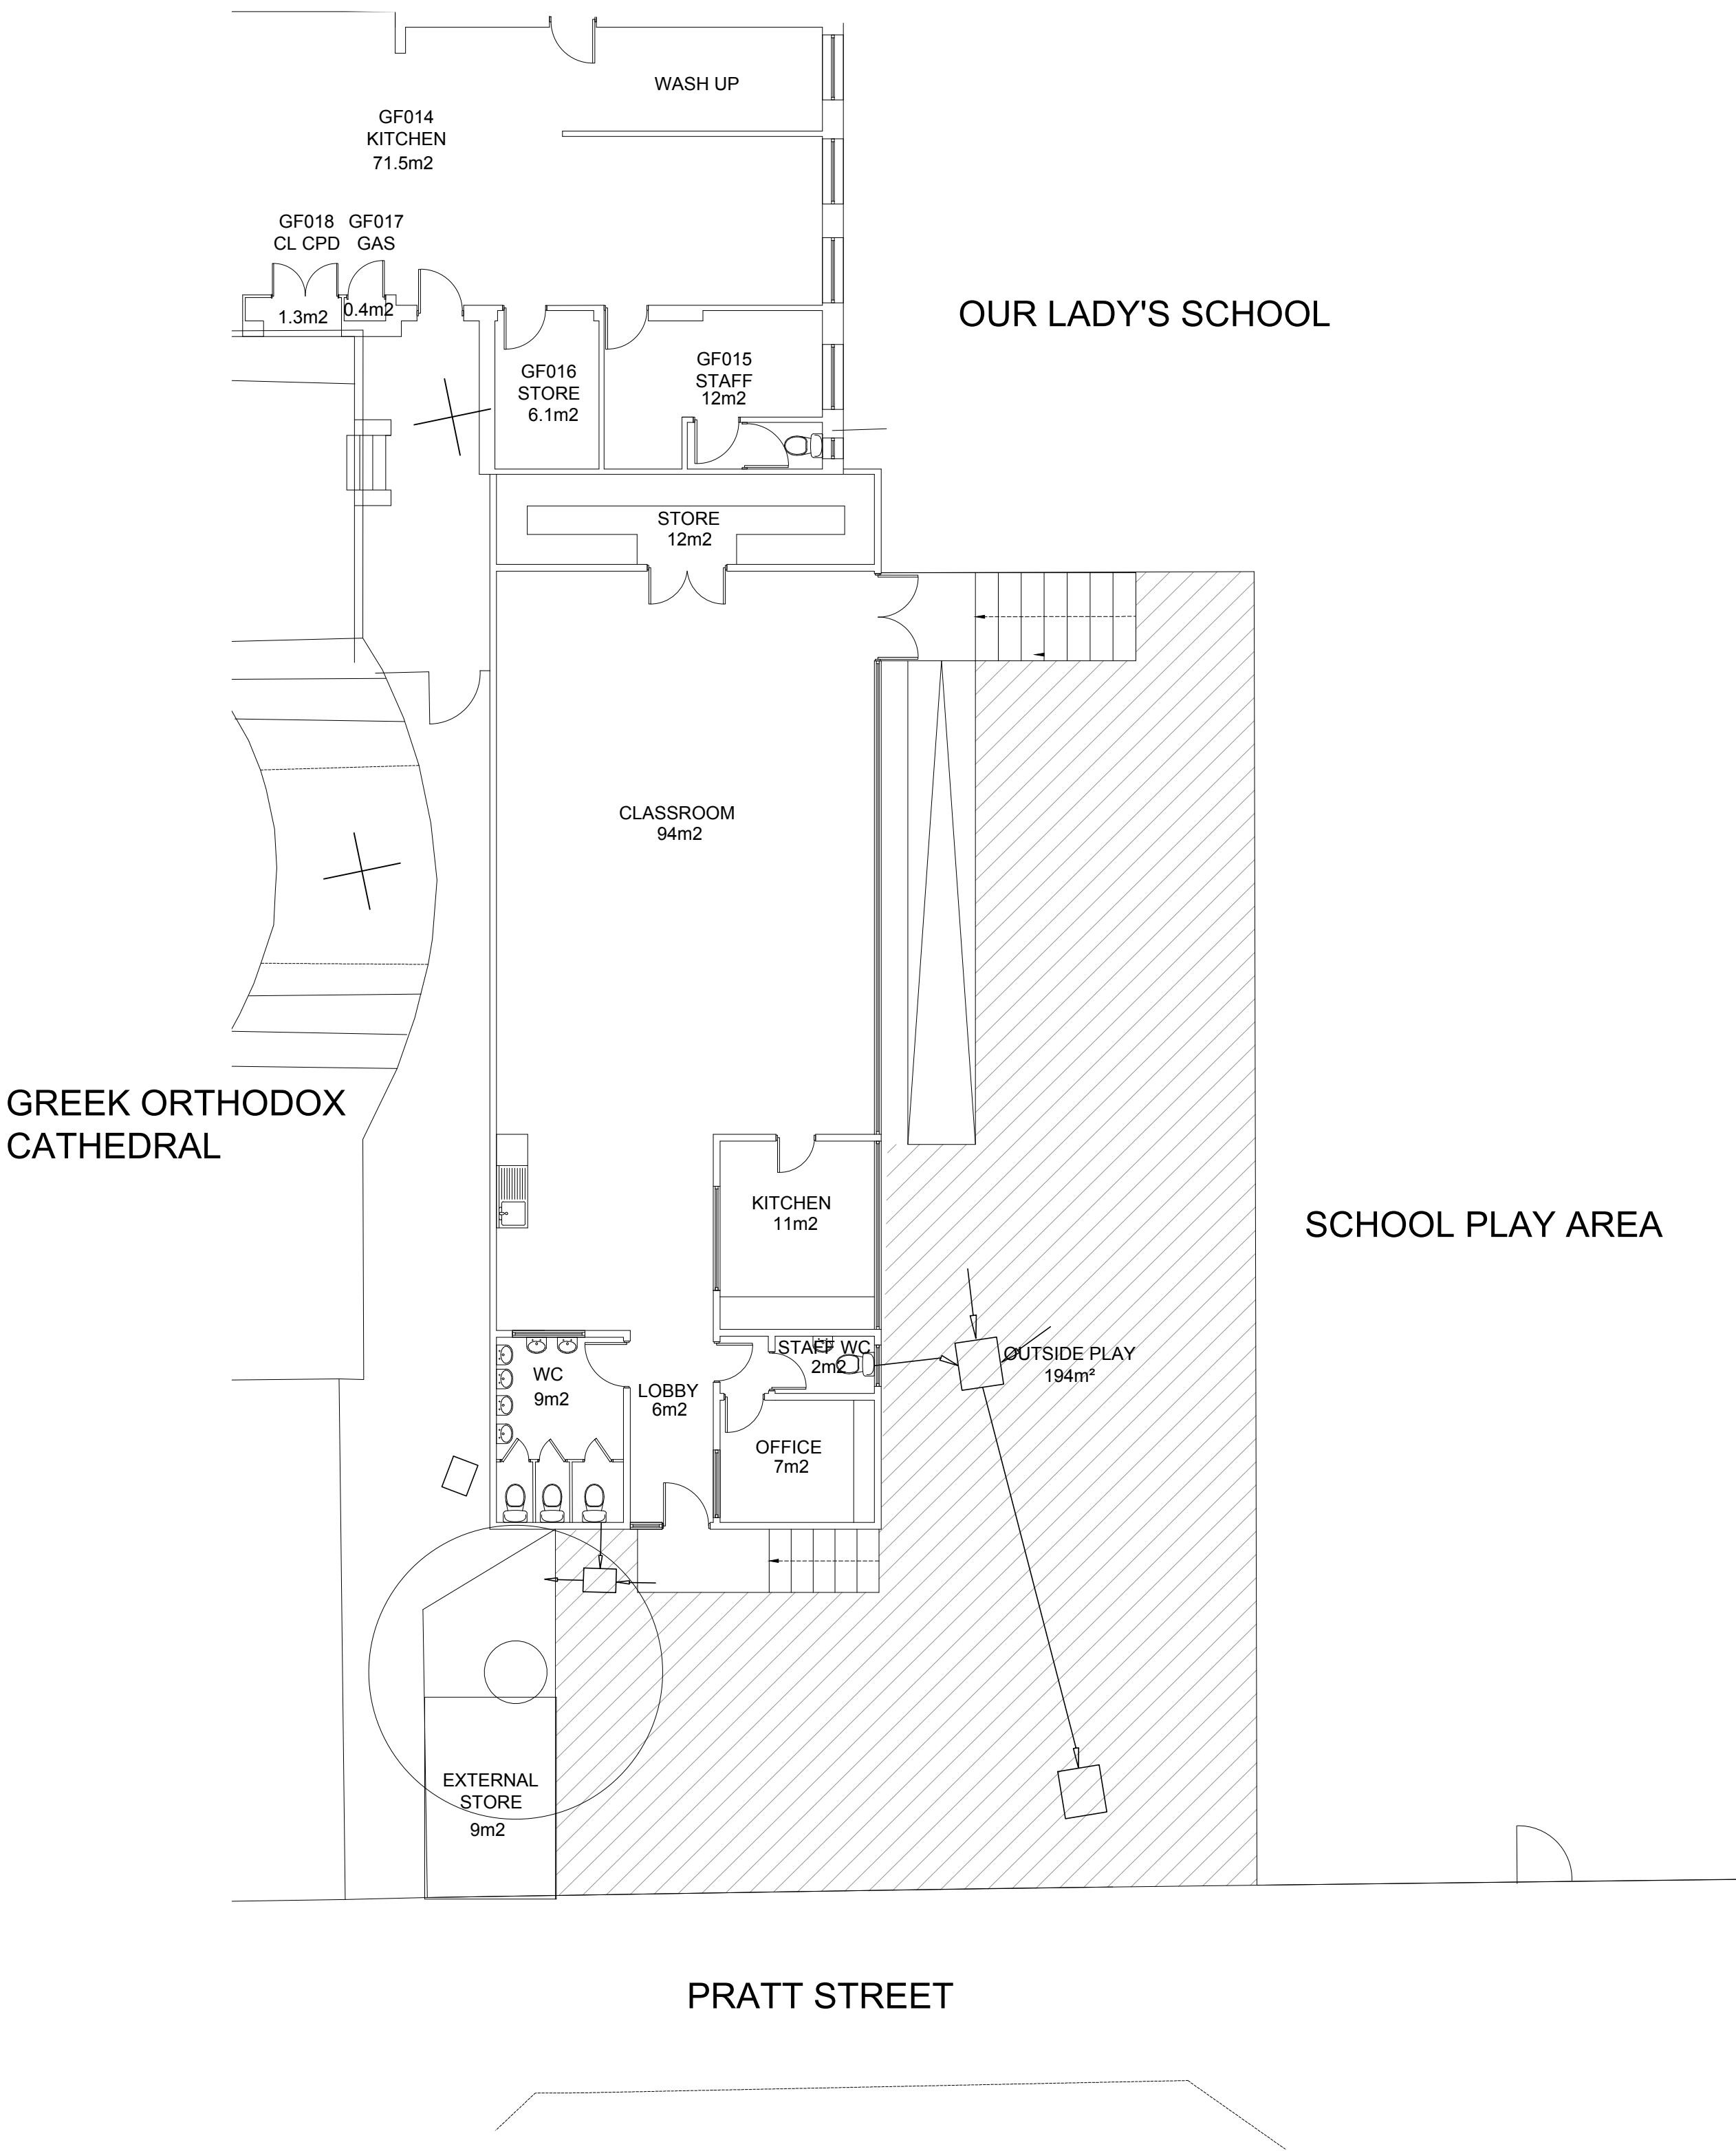 WASH UP
GF014
KITCHEN
71.5m2
GF018
CL CPD
GF017
GAS
1.3m2
0.4m2
OUR LADY'S SCHOOL
GF016
STORE
6.1m2
GF015
STAFF
12m2
STORE
12m2
CLASSROOM
94m2
GREEK ORTHODOX
CATHEDRAL
KITCHEN
11m2
SCHOOL PLAY AREA
STAFF WC
2m2
OUTSIDE PLAY
194m²
WC
9m2
LOBBY
6m2
OFFICE
7m2
EXTERNAL
STORE
9m2
PRATT STREET